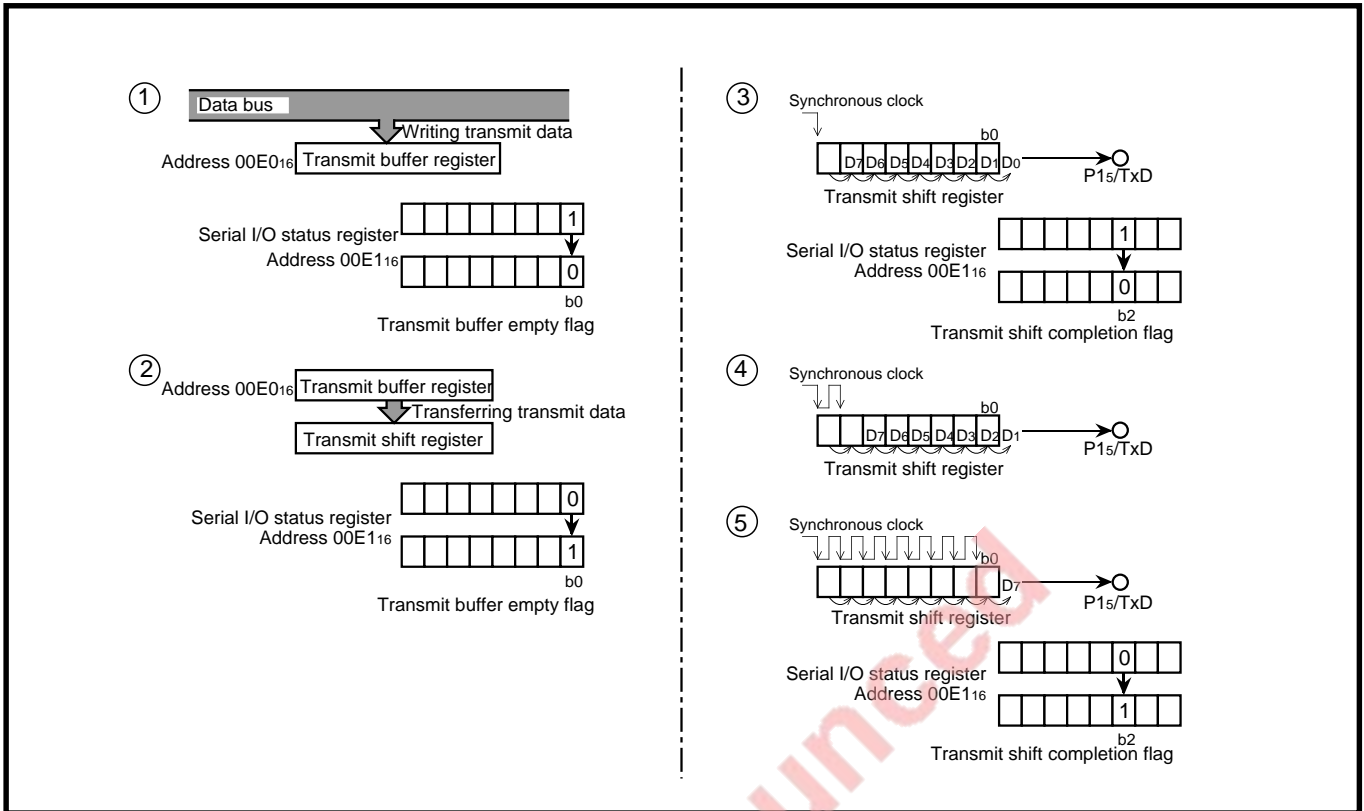 ①
Data bus
Writing transmit data
Address 00E0₁₆ Transmit buffer register
1
Serial I/O status register
Address 00E1₁₆
0
b0
Transmit buffer empty flag
②
Address 00E0₁₆ Transmit buffer register
Transferring transmit data
Transmit shift register
0
Serial I/O status register
Address 00E1₁₆
1
b0
Transmit buffer empty flag
③
Synchronous clock
b0
D7 D6 D5 D4 D3 D2 D1 D0
P1₅/TxD
Transmit shift register
1
Serial I/O status register
Address 00E1₁₆
0
b2
Transmit shift completion flag
④
Synchronous clock
b0
D7 D6 D5 D4 D3 D2 D1
P1₅/TxD
Transmit shift register
⑤
Synchronous clock
b0
D7
P1₅/TxD
Transmit shift register
0
Serial I/O status register
Address 00E1₁₆
1
b2
Transmit shift completion flag
unced